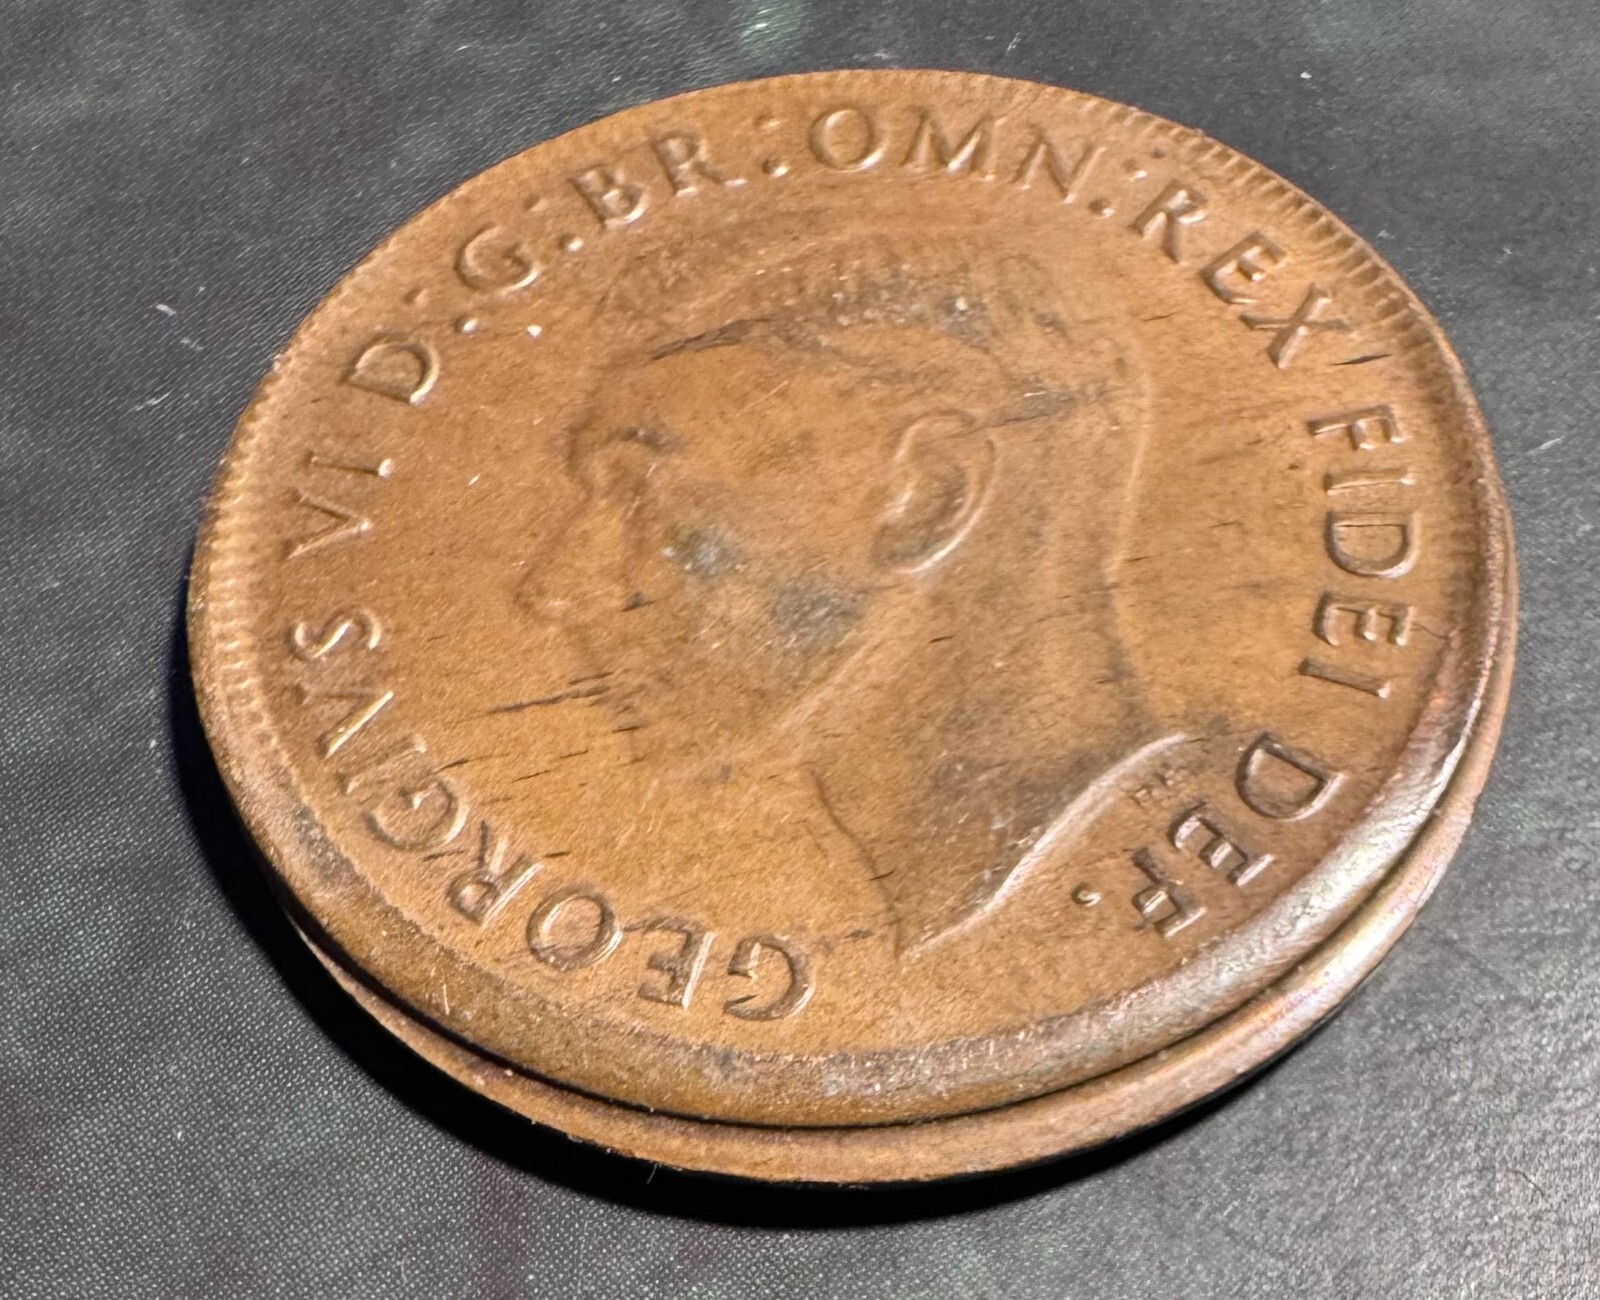 GEORGIVS VI D:G:BR:OMN:REX FIDEI DEF.